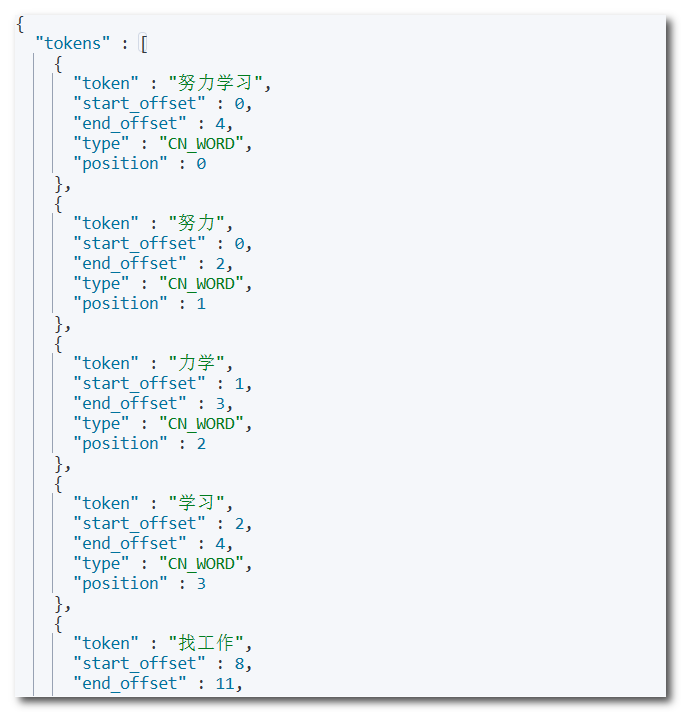 {
"tokens" : [
{
"token" : "努力学习",
"start_offset" : 0,
"end_offset" : 4,
"type" : "CN_WORD",
"position" : 0
},
{
"token" : "努力",
"start_offset" : 0,
"end_offset" : 2,
"type" : "CN_WORD",
"position" : 1
},
{
"token" : "力学",
"start_offset" : 1,
"end_offset" : 3,
"type" : "CN_WORD",
"position" : 2
},
{
"token" : "学习",
"start_offset" : 2,
"end_offset" : 4,
"type" : "CN_WORD",
"position" : 3
},
{
"token" : "找工作",
"start_offset" : 8,
"end_offset" : 11,